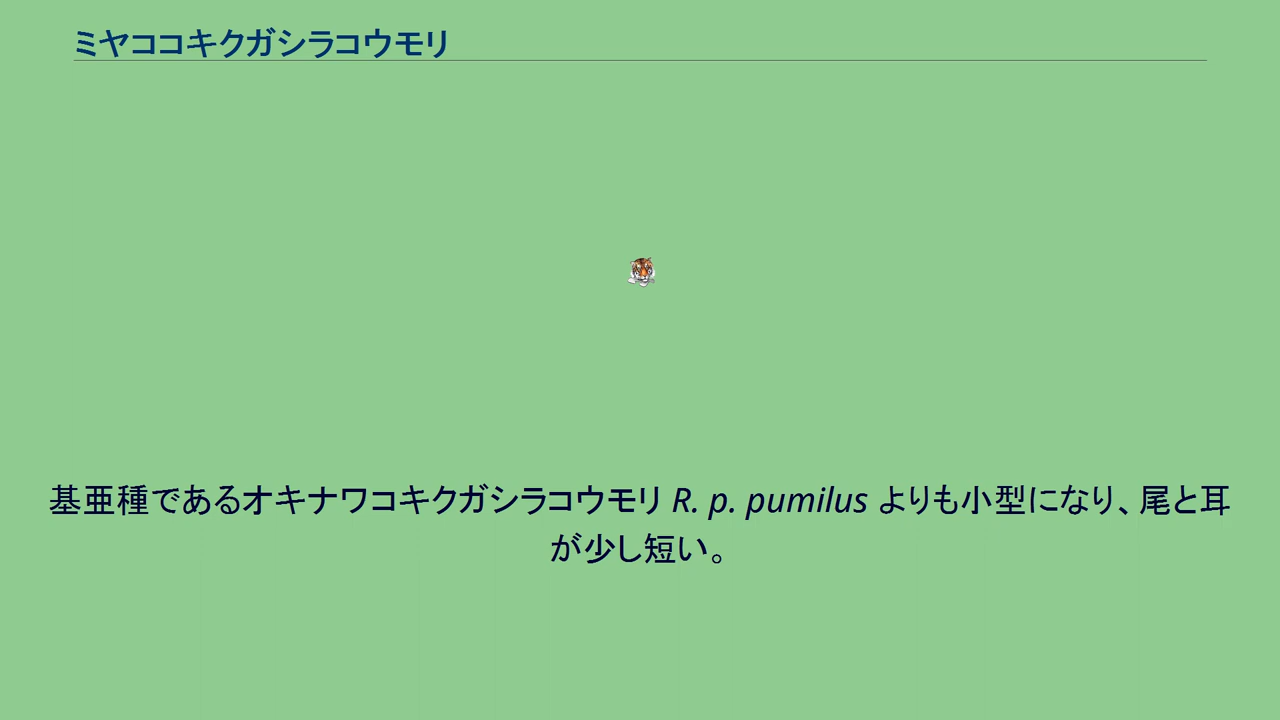 ミヤココキクガシラコウモリ
基亜種であるオキナワコキクガシラコウモリ R. p. pumilus よりも小型になり、尾と耳
が少し短い。